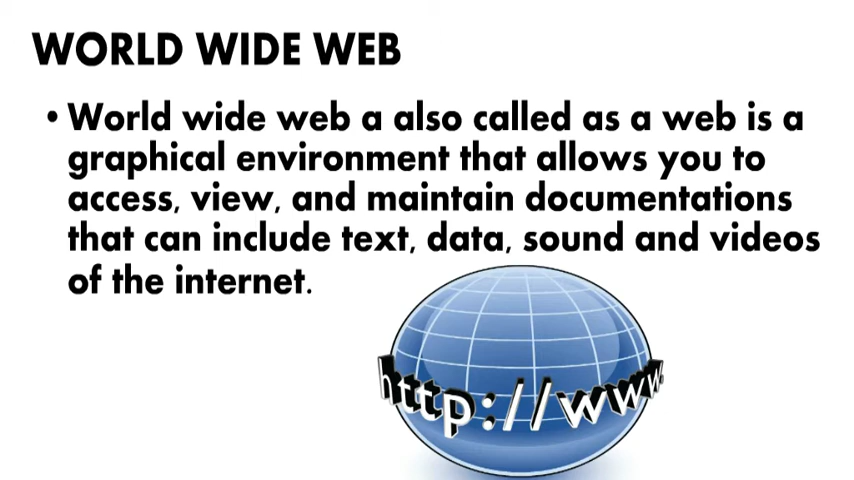 WORLD WIDE WEB
• World wide web a also called as a web is a
graphical environment that allows you to
access, view, and maintain documentations
that can include text, data, sound and videos
of the internet.
http://www.